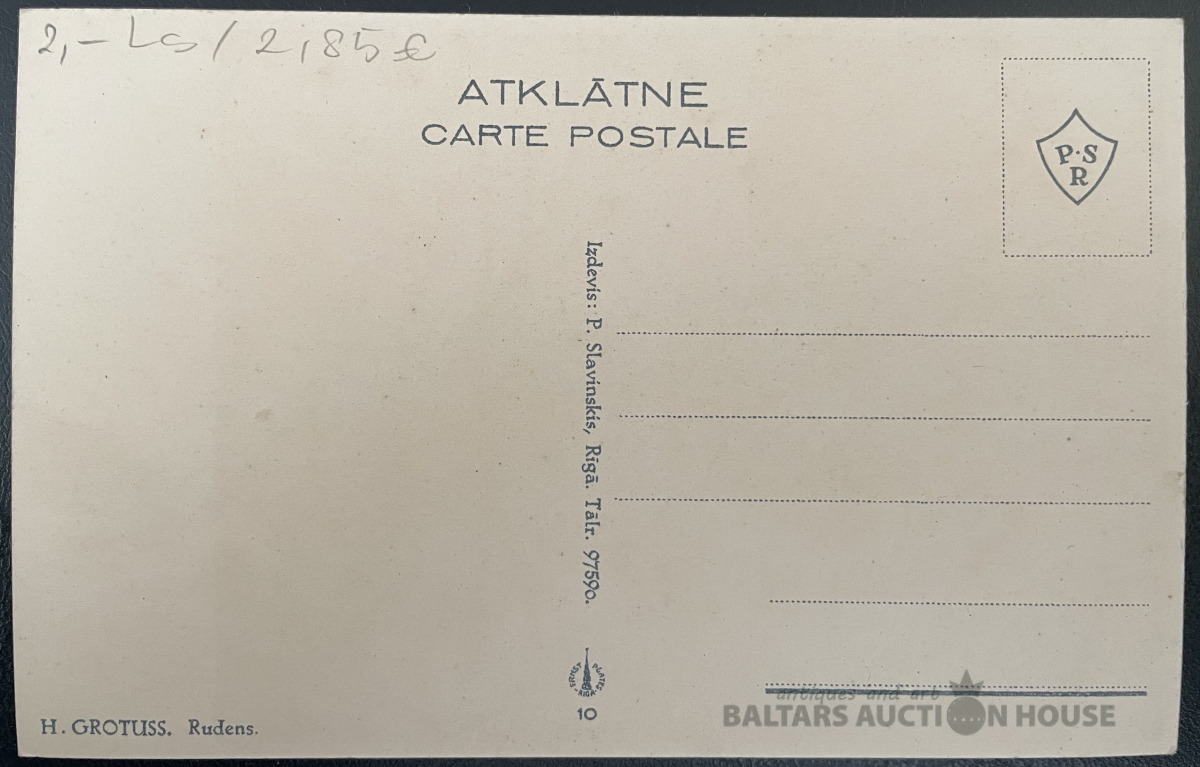 2,- Ls / 2,85 €
ATKLĀTNE
CARTE POSTALE
P·S
R
Izdevis: P. Slavinskis, Rīgā. Tālr. 97590.
RĪGA
10
H. GROTUSS. Rudens.
antiques and art
BALTARS AUCTION HOUSE